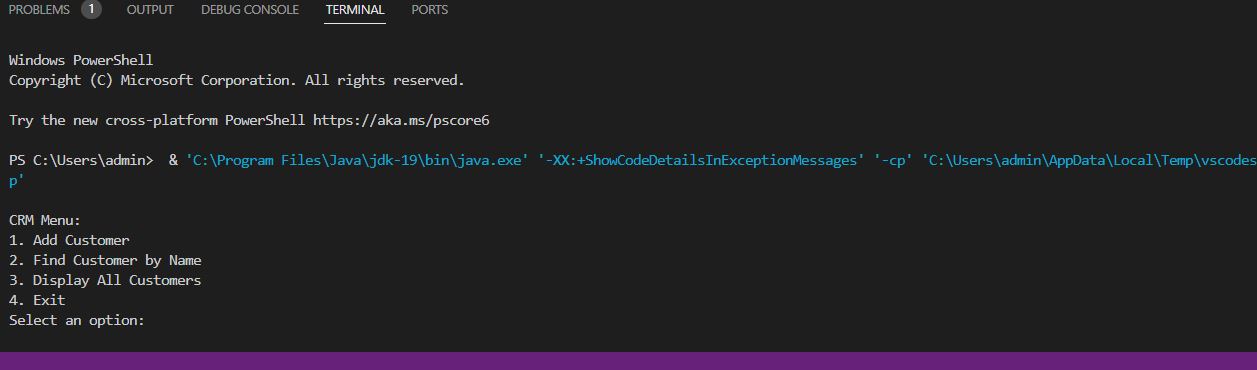 PROBLEMS 1 OUTPUT DEBUG CONSOLE TERMINAL PORTS
Windows PowerShell
Copyright (C) Microsoft Corporation. All rights reserved.
Try the new cross-platform PowerShell https://aka.ms/pscore6
PS C:\Users\admin>  & 'C:\Program Files\Java\jdk-19\bin\java.exe' '-XX:+ShowCodeDetailsInExceptionMessages' '-cp' 'C:\Users\admin\AppData\Local\Temp\vscodes
p'
CRM Menu:
1. Add Customer
2. Find Customer by Name
3. Display All Customers
4. Exit
Select an option: